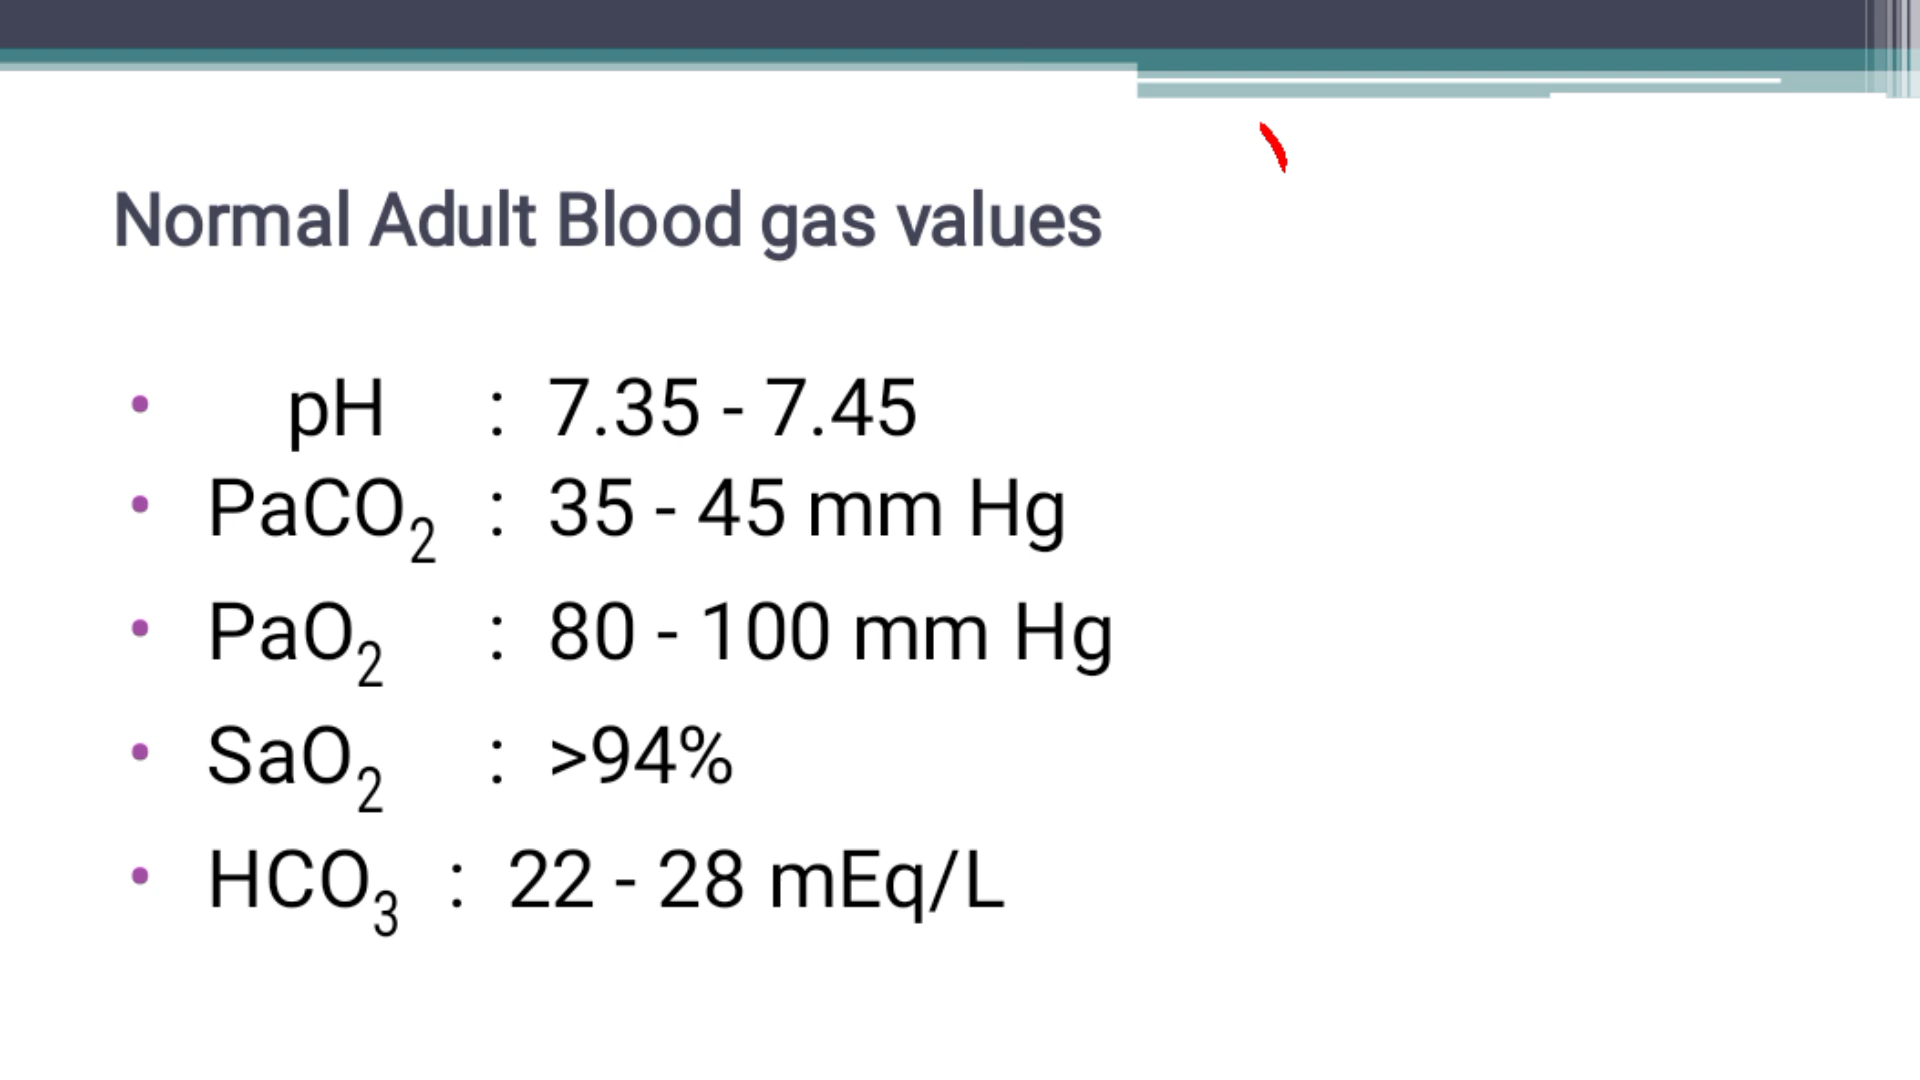 Normal Adult Blood gas values
• pH : 7.35 - 7.45
• PaCO₂ : 35 - 45 mm Hg
• PaO₂ : 80 - 100 mm Hg
• SaO₂ : >94%
• HCO₃ : 22 - 28 mEq/L